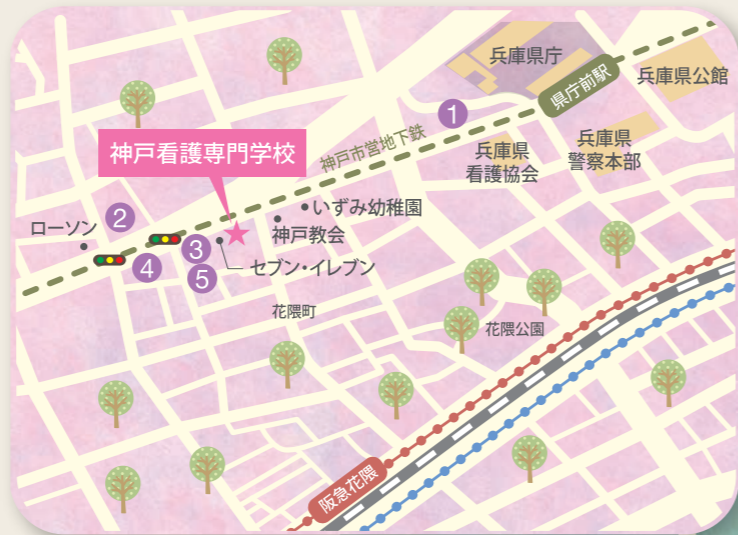 兵庫県庁
県庁前駅
兵庫県公館
1
神戸市営地下鉄
兵庫県
看護協会
兵庫県
警察本部
神戸看護専門学校
いずみ幼稚園
神戸教会
ローソン
2
3
4
5
セブン・イレブン
花隈町
花隈公園
阪急花隈